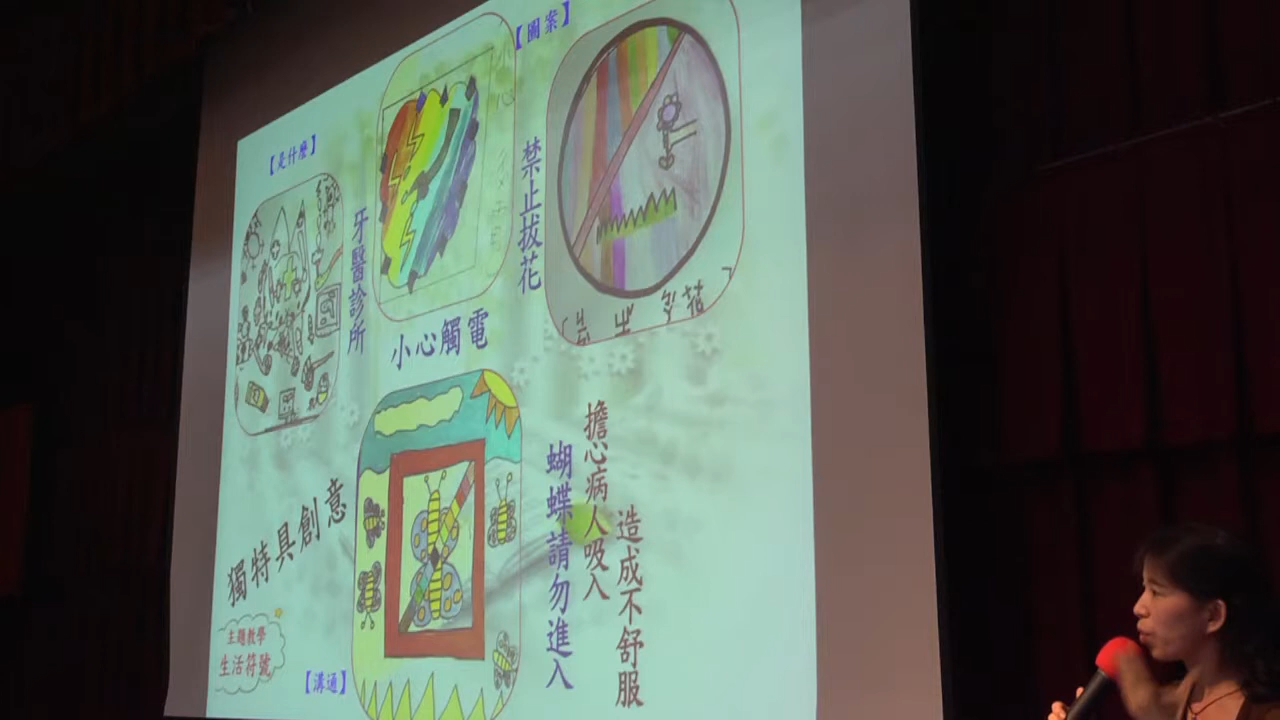 【圖案】
【是什麼】
牙醫診所
小心觸電
禁止拔花
獨特具創意
蝴蝶請勿進入
擔心病人吸入
造成不舒服
主題教學
生活符號
【溝通】